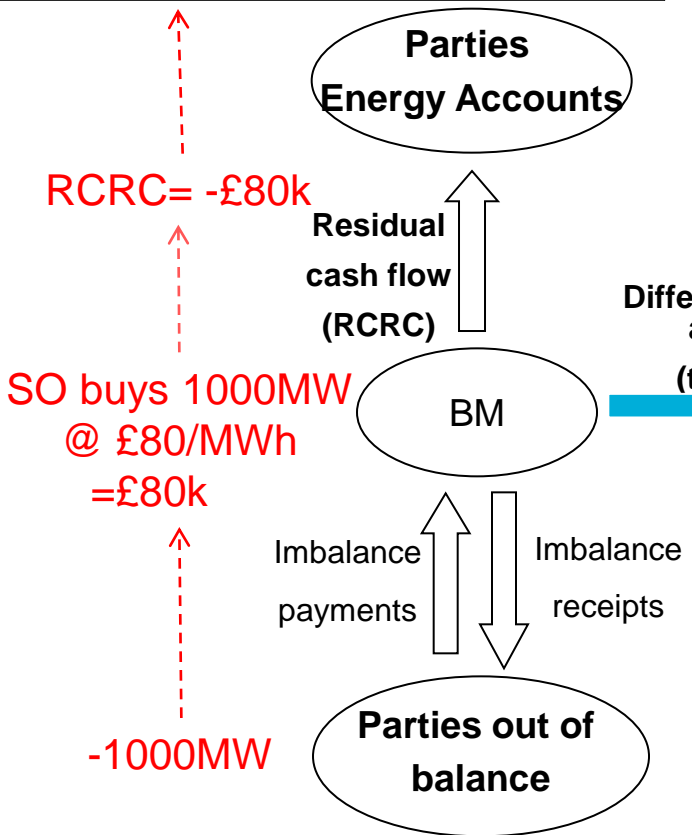 Parties
Energy Accounts
RCRC= -£80k
Residual
cash flow
(RCRC)
SO buys 1000MW
@ £80/MWh
=£80k
BM
Imbalance
payments
Imbalance
receipts
-1000MW
Parties out of
balance